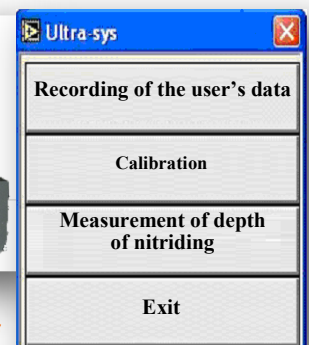 Ultra-sys
Recording of the user's data
Calibration
Measurement of depth
of nitriding
Exit